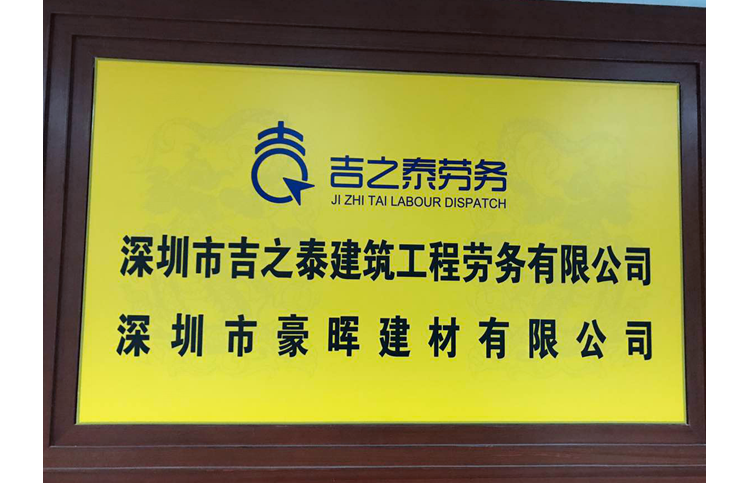 吉之泰劳务
JI ZHI TAI LABOUR DISPATCH
深圳市吉之泰建筑工程劳务有限公司
深圳市豪晖建材有限公司